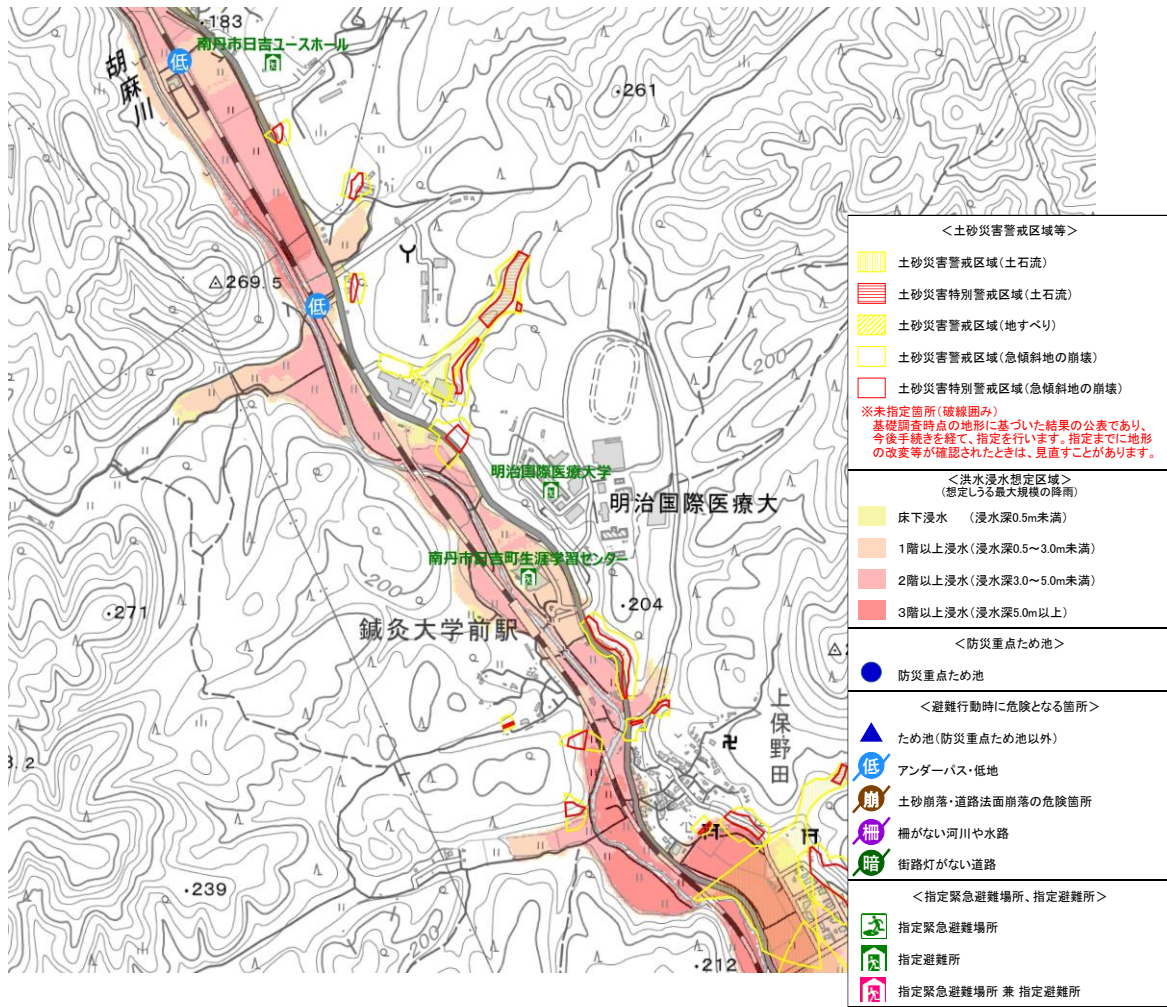 ・183
南丹市日吉ユースホール
低
胡麻川
・261
269.5
低
200
明治国際医療大学
明治国際医療大
南丹市日吉町生涯学習センター
200
・204
・271
鍼灸大学前駅
上保野田
・239
200
・212
＜土砂災害警戒区域等＞
土砂災害警戒区域（土石流）
土砂災害特別警戒区域（土石流）
土砂災害警戒区域（地すべり）
土砂災害警戒区域（急傾斜地の崩壊）
土砂災害特別警戒区域（急傾斜地の崩壊）
※未指定箇所（破線囲み）
基礎調査時点の地形に基づいた結果の公表であり、
今後手続きを経て、指定を行います。指定までに地形
の改変等が確認されたときは、見直すことがあります。
＜洪水浸水想定区域＞
（想定しうる最大規模の降雨）
床下浸水　（浸水深0.5m未満）
1階以上浸水（浸水深0.5～3.0m未満）
2階以上浸水（浸水深3.0～5.0m未満）
3階以上浸水（浸水深5.0m以上）
＜防災重点ため池＞
防災重点ため池
＜避難行動時に危険となる箇所＞
ため池（防災重点ため池以外）
低 アンダーパス・低地
崩 土砂崩落・道路法面崩落の危険箇所
柵 柵がない河川や水路
暗 街路灯がない道路
＜指定緊急避難場所、指定避難所＞
指定緊急避難場所
指定避難所
指定緊急避難場所 兼 指定避難所